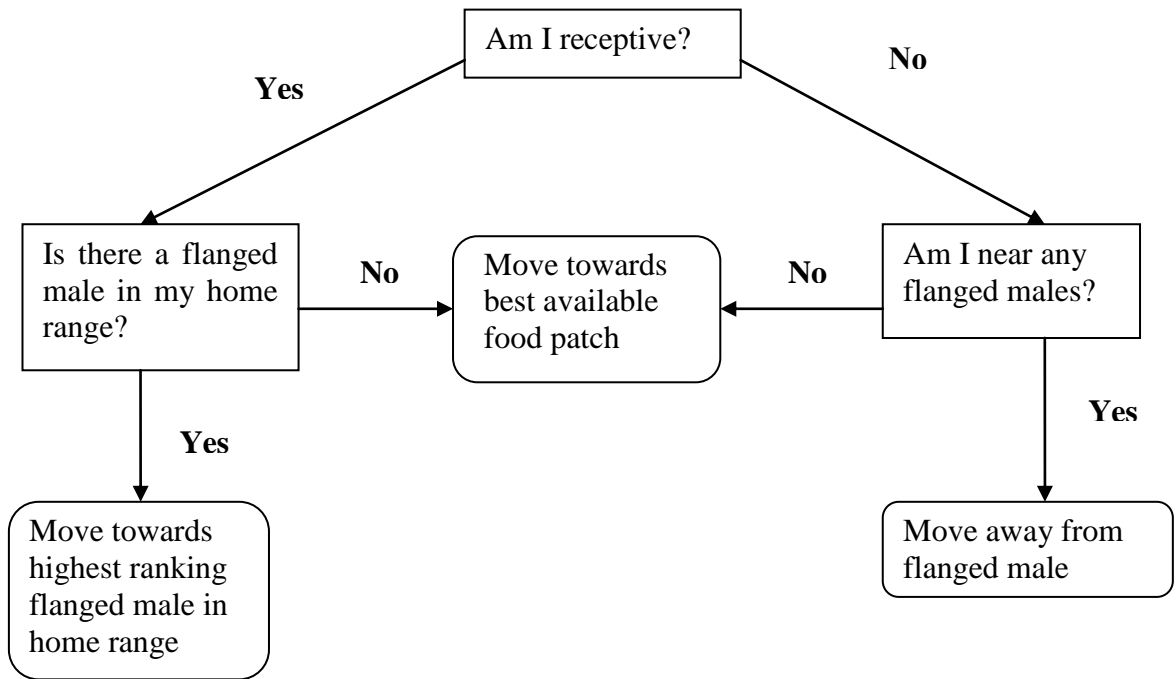 Am I receptive?
Yes
No
Is there a flanged
male in my home
range?
No
Move towards
best available
food patch
No
Am I near any
flanged males?
Yes
Yes
Move towards
highest ranking
flanged male in
home range
Move away from
flanged male